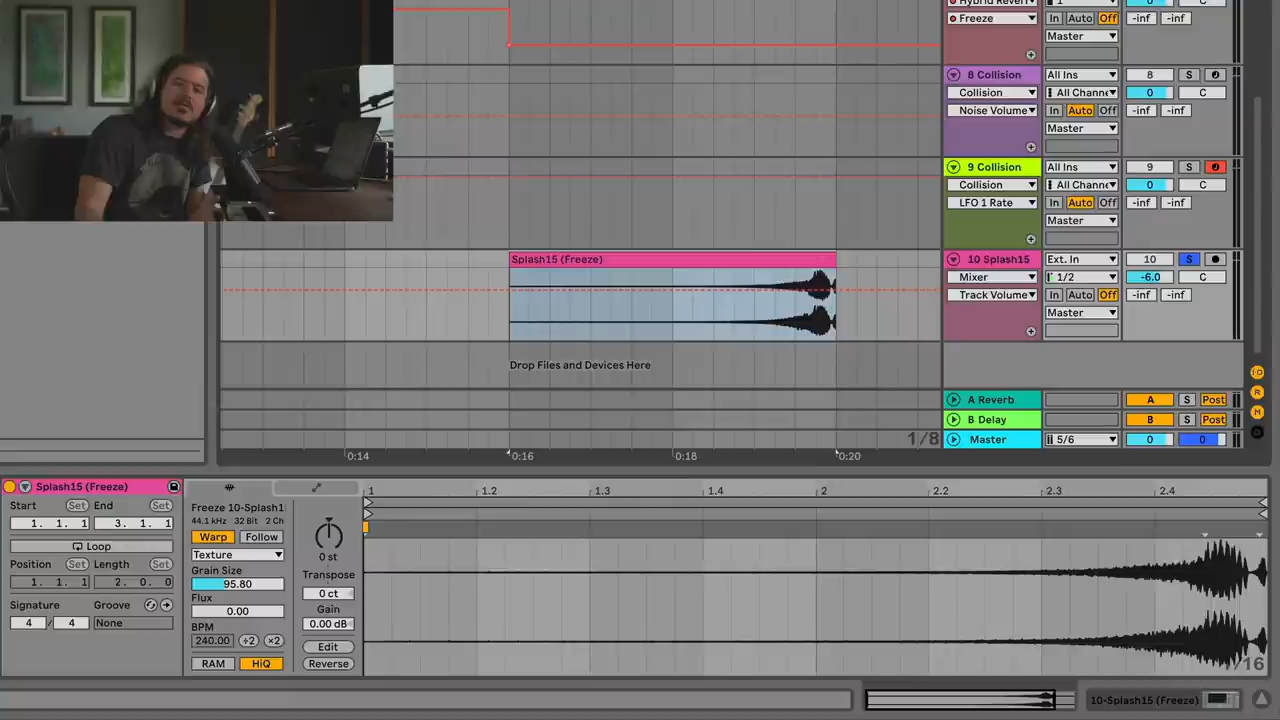 Hybrid Reverb 1
Freeze In Auto Off -inf -inf
Master
8 Collision All Ins 8 S
Collision All Channe 0 C
Noise Volume In Auto Off -inf -inf
Master
9 Collision All Ins 9 S
Collision All Channe 0 C
LFO 1 Rate In Auto Off -inf -inf
Master
Splash15 (Freeze) 10 Splash15 Ext. In 10 S
Mixer 1/2 -6.0 C
Track Volume In Auto Off -inf -inf
Master
Drop Files and Devices Here
A Reverb A S Post
B Delay B S Post
1/8 Master 5/6 0 0
0:14 0:16 0:18 0:20
Splash15 (Freeze)
Start Set End Set
1. 1. 1 3. 1. 1
Loop
Position Set Length Set
1. 1. 1 2. 0. 0
Signature Groove
4 / 4 None
Freeze 10-Splash1
44.1 kHz 32 Bit 2 Ch
Warp Follow
Texture
Grain Size
95.80
Flux
0.00
BPM
240.00 ÷2 ×2
RAM HiQ
0 st
Transpose
0 ct
Gain
0.00 dB
Edit
Reverse
1 1.2 1.3 1.4 2 2.2 2.3 2.4
1/16
10-Splash15 (Freeze)
I·O
R
M
D